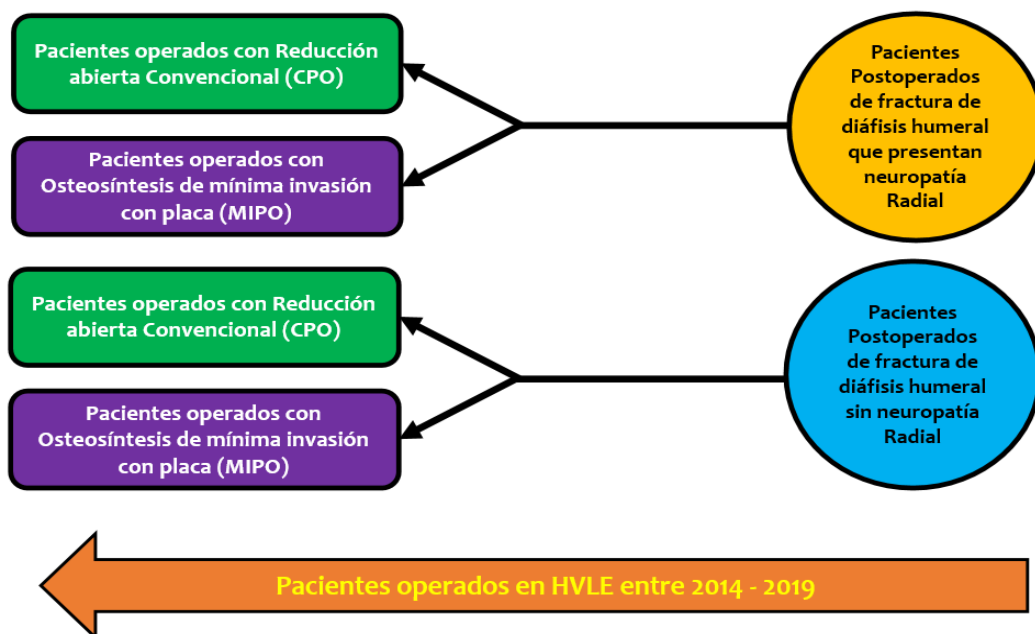 Pacientes operados con Reducción
abierta Convencional (CPO)
Pacientes operados con
Osteosíntesis de mínima invasión
con placa (MIPO)
Pacientes
Postoperados
de fractura de
diáfisis humeral
que presentan
neuropatía
Radial
Pacientes operados con Reducción
abierta Convencional (CPO)
Pacientes operados con
Osteosíntesis de mínima invasión
con placa (MIPO)
Pacientes
Postoperados
de fractura de
diáfisis humeral
sin neuropatía
Radial
Pacientes operados en HVLE entre 2014 - 2019